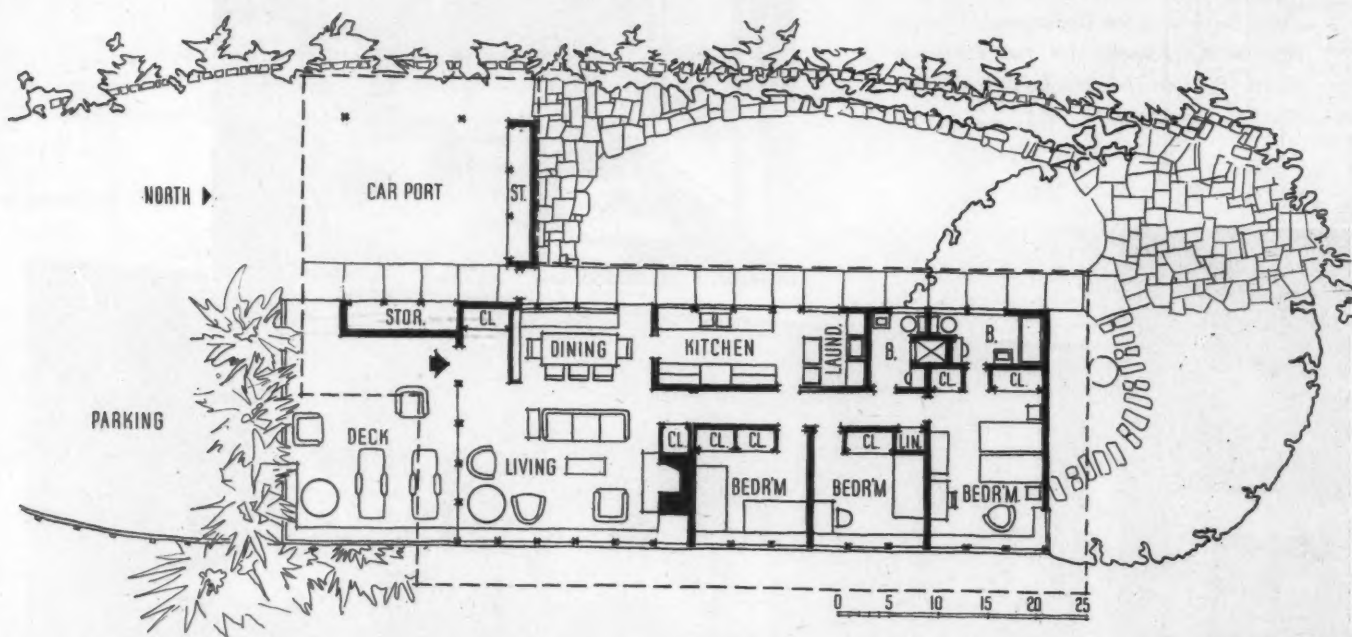 NORTH
CAR PORT
ST.
STOR.
CL
DINING
KITCHEN
LAUND.
B.
B.
CL.
CL.
PARKING
DECK
LIVING
CL.
CL.
CL.
CL.
LIN.
BEDR'M
BEDR'M
BEDR'M
0 5 10 15 20 25